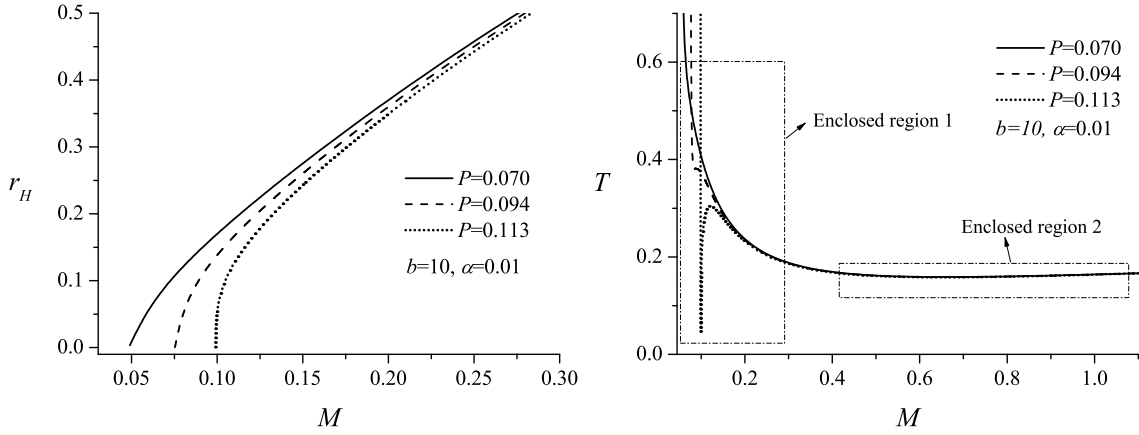 0.5
0.4
0.3
0.2
0.1
0.0
r_H
0.05
0.10
0.15
0.20
0.25
0.30
M
P=0.070
P=0.094
P=0.113
b=10, α=0.01
T
0.6
0.4
0.2
0.0
0.2
0.4
0.6
0.8
1.0
M
P=0.070
P=0.094
P=0.113
b=10, α=0.01
Enclosed region 1
Enclosed region 2